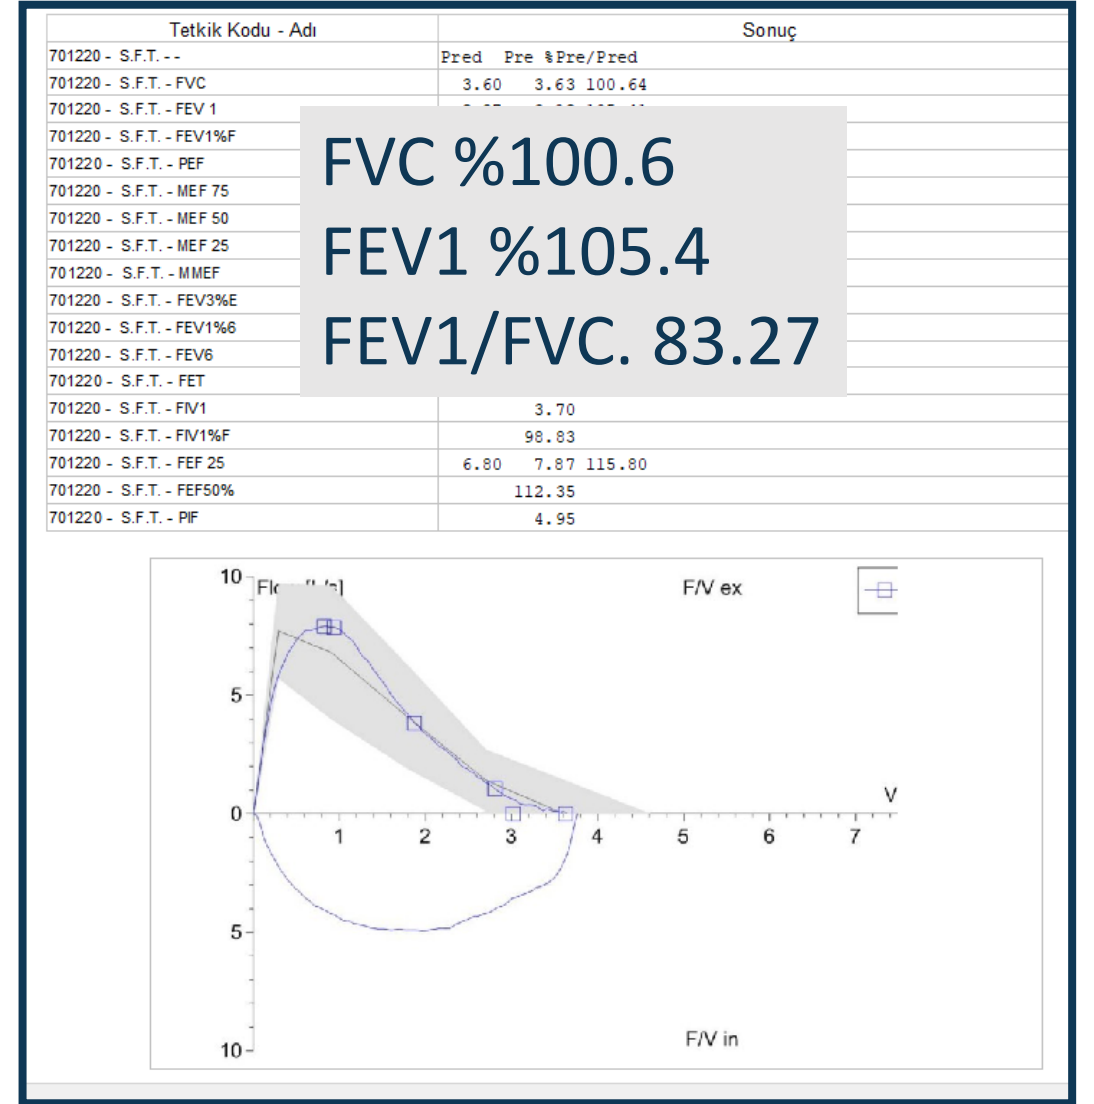 Tetkik Kodu - Adı Sonuç
701220 - S.F.T. - - Pred Pre %Pre/Pred
701220 - S.F.T. - FVC 3.60 3.63 100.64
701220 - S.F.T. - FEV 1
701220 - S.F.T. - FEV1%F
701220 - S.F.T. - PEF
701220 - S.F.T. - MEF 75
701220 - S.F.T. - MEF 50
701220 - S.F.T. - MEF 25
701220 - S.F.T. - MMEF
701220 - S.F.T. - FEV3%E
701220 - S.F.T. - FEV1%6
701220 - S.F.T. - FEV6
701220 - S.F.T. - FET
FVC %100.6
FEV1 %105.4
FEV1/FVC. 83.27
701220 - S.F.T. - FIV1 3.70
701220 - S.F.T. - FIV1%F 98.83
701220 - S.F.T. - FEF 25 6.80 7.87 115.80
701220 - S.F.T. - FEF50% 112.35
701220 - S.F.T. - PIF 4.95
10 F/V ex
5
0 V
1 2 3 4 5 6 7
5
10 F/V in